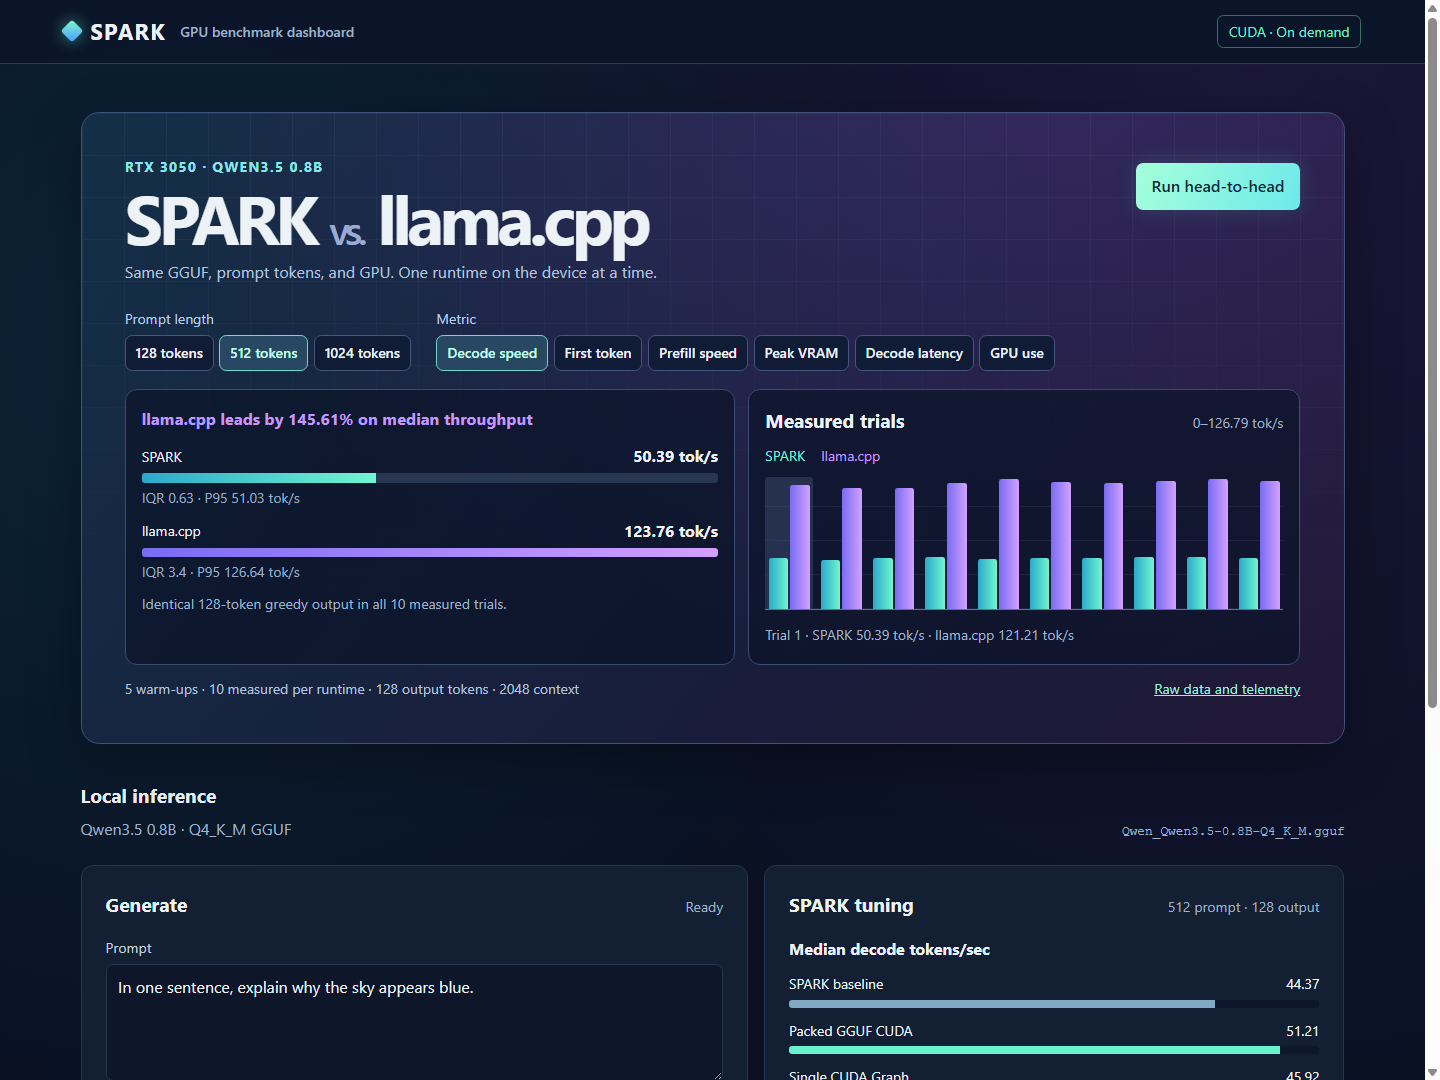 SPARK GPU benchmark dashboard CUDA · On demand
RTX 3050 · QWEN3.5 0.8B
Run head-to-head
SPARK vs. llama.cpp
Same GGUF, prompt tokens, and GPU. One runtime on the device at a time.
Prompt length
128 tokens 512 tokens 1024 tokens
Metric
Decode speed First token Prefill speed Peak VRAM Decode latency GPU use
llama.cpp leads by 145.61% on median throughput
SPARK 50.39 tok/s
IQR 0.63 · P95 51.03 tok/s
llama.cpp 123.76 tok/s
IQR 3.4 · P95 126.64 tok/s
Identical 128-token greedy output in all 10 measured trials.
Measured trials 0–126.79 tok/s
SPARK llama.cpp
Trial 1 · SPARK 50.39 tok/s · llama.cpp 121.21 tok/s
5 warm-ups · 10 measured per runtime · 128 output tokens · 2048 context
Raw data and telemetry
Local inference
Qwen3.5 0.8B · Q4_K_M GGUF
Qwen_Qwen3.5-0.8B-Q4_K_M.gguf
Generate Ready
Prompt
In one sentence, explain why the sky appears blue.
SPARK tuning 512 prompt · 128 output
Median decode tokens/sec
SPARK baseline 44.37
Packed GGUF CUDA 51.21
Single CUDA Graph 45.92